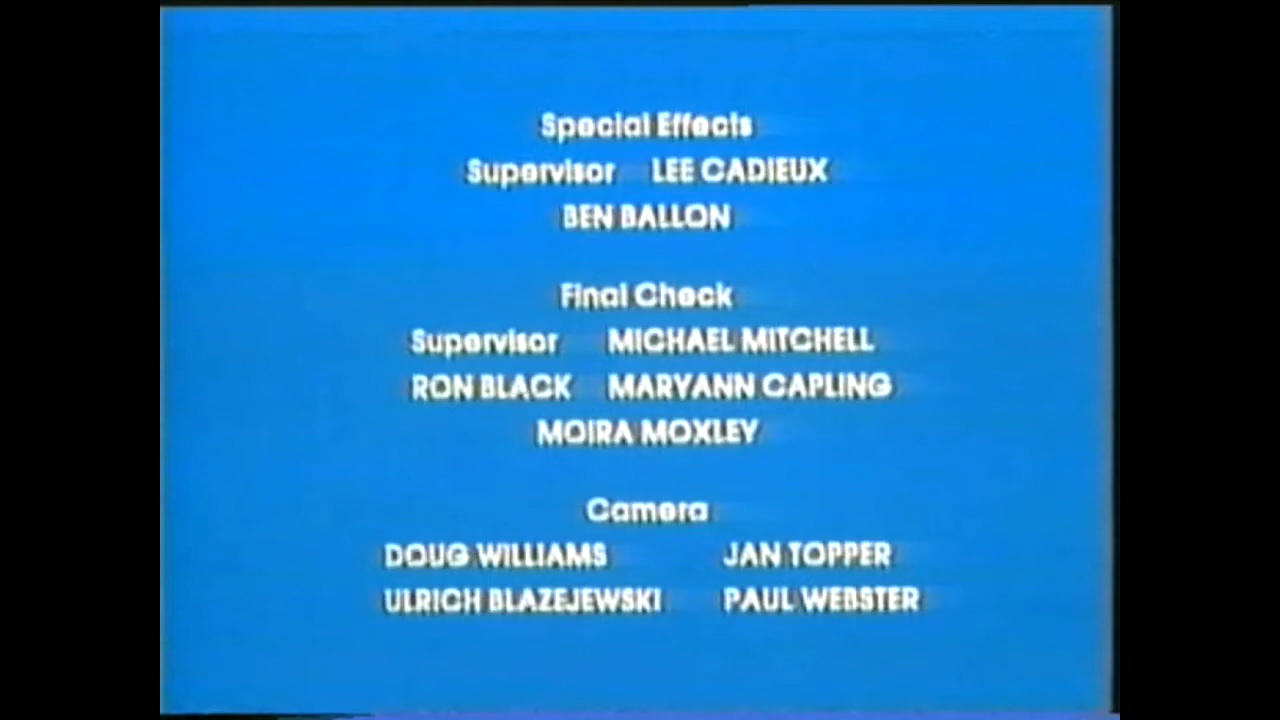 Special Effects
Supervisor LEE CADIEUX
BEN BALLON
Final Check
Supervisor MICHAEL MITCHELL
RON BLACK MARYANN CAPLING
MOIRA MOXLEY
Camera
DOUG WILLIAMS JAN TOPPER
ULRICH BLAZEJEWSKI PAUL WEBSTER